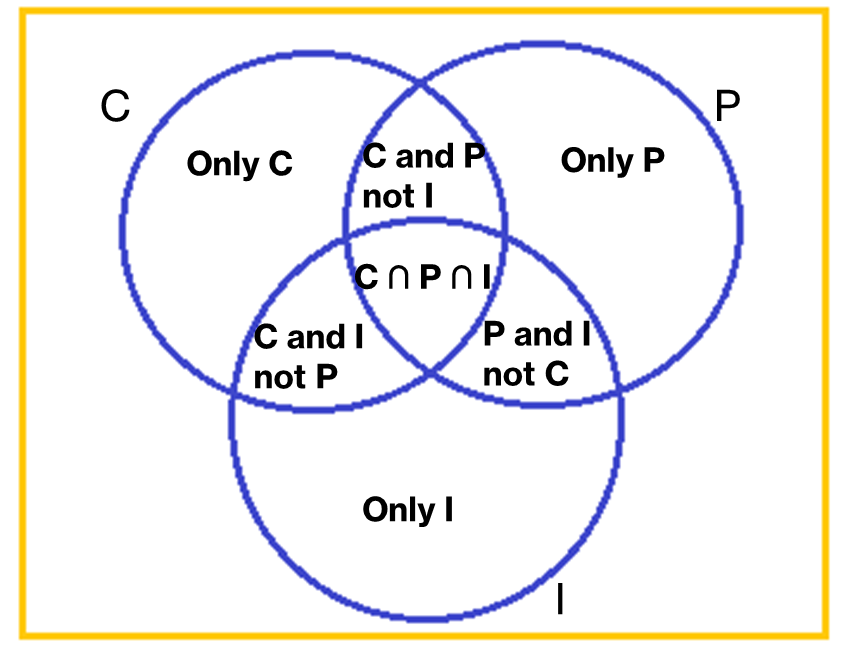 C
P
Only C
C and P
not I
Only P
C ∩ P ∩ I
C and I
not P
P and I
not C
Only I
I